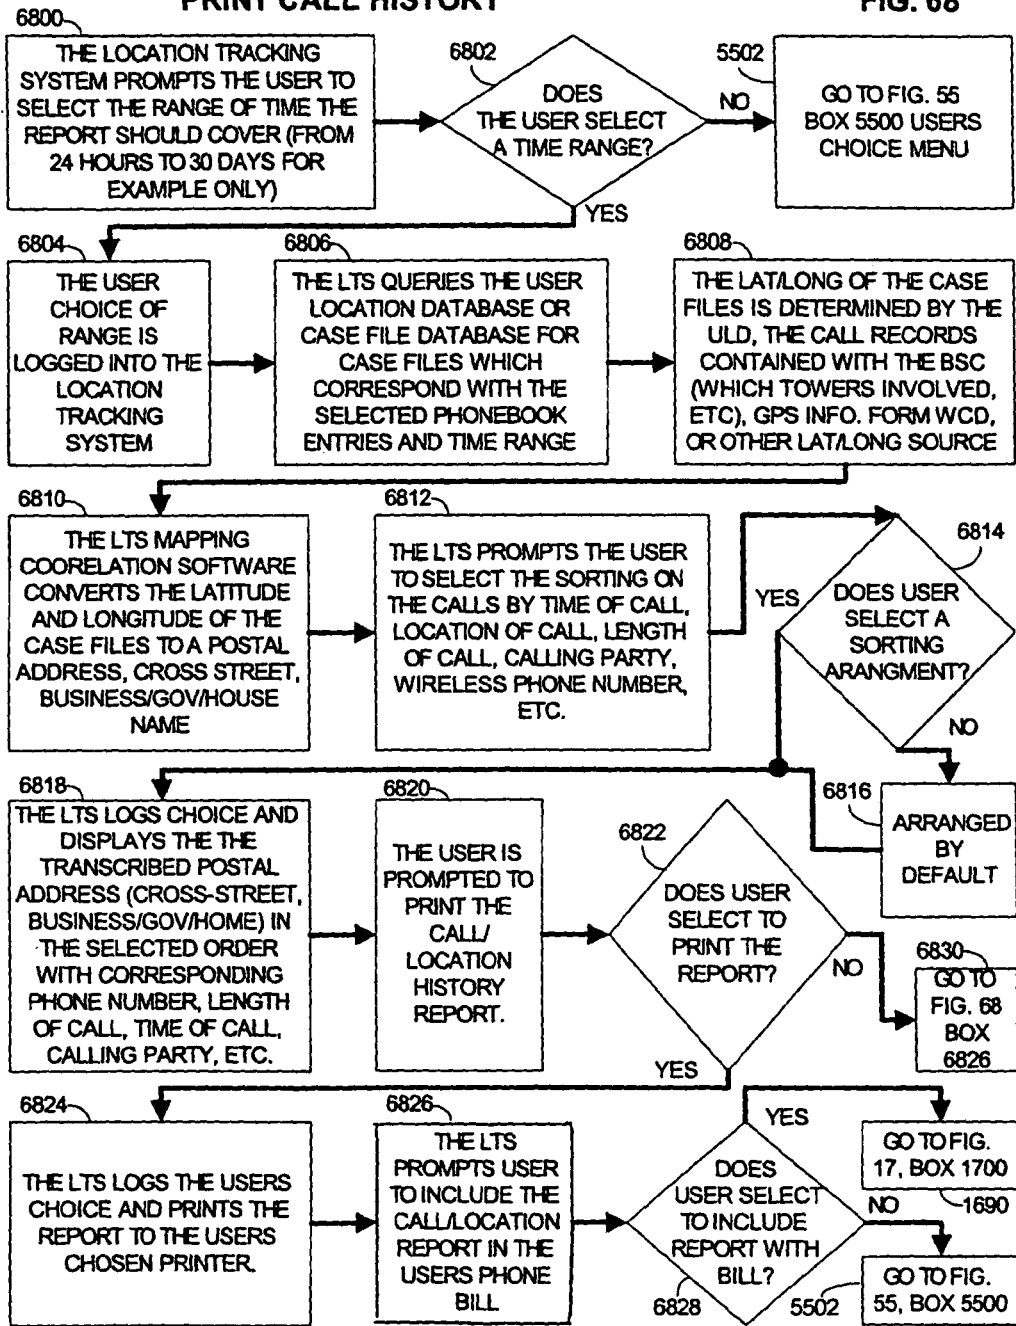 PRINT CALL HISTORY
FIG. 68
6800
THE LOCATION TRACKING
SYSTEM PROMPTS THE USER TO
SELECT THE RANGE OF TIME THE
REPORT SHOULD COVER (FROM
24 HOURS TO 30 DAYS FOR
EXAMPLE ONLY)
6802
DOES
THE USER SELECT
A TIME RANGE?
NO
YES
5502
GO TO FIG. 55
BOX 5500 USERS
CHOICE MENU
6804
THE USER
CHOICE OF
RANGE IS
LOGGED INTO THE
LOCATION
TRACKING
SYSTEM
6806
THE LTS QUERIES THE USER
LOCATION DATABASE OR
CASE FILE DATABASE FOR
CASE FILES WHICH
CORRESPOND WITH THE
SELECTED PHONEBOOK
ENTRIES AND TIME RANGE
6808
THE LAT/LONG OF THE CASE
FILES IS DETERMINED BY THE
ULD, THE CALL RECORDS
CONTAINED WITH THE BSC
(WHICH TOWERS INVOLVED,
ETC), GPS INFO. FORM WCD,
OR OTHER LAT/LONG SOURCE
6810
THE LTS MAPPING
COORELATION SOFTWARE
CONVERTS THE LATITUDE
AND LONGITUDE OF THE
CASE FILES TO A POSTAL
ADDRESS, CROSS STREET,
BUSINESS/GOV/HOUSE
NAME
6812
THE LTS PROMPTS THE USER
TO SELECT THE SORTING ON
THE CALLS BY TIME OF CALL,
LOCATION OF CALL, LENGTH
OF CALL, CALLING PARTY,
WIRELESS PHONE NUMBER,
ETC.
6814
DOES USER
SELECT A
SORTING
ARANGMENT?
YES
NO
6816
ARRANGED
BY
DEFAULT
6818
THE LTS LOGS CHOICE AND
DISPLAYS THE THE
TRANSCRIBED POSTAL
ADDRESS (CROSS-STREET,
BUSINESS/GOV/HOME) IN
THE SELECTED ORDER
WITH CORRESPONDING
PHONE NUMBER, LENGTH
OF CALL, TIME OF CALL,
CALLING PARTY, ETC.
6820
THE USER IS
PROMPTED TO
PRINT THE
CALL/
LOCATION
HISTORY
REPORT.
6822
DOES USER
SELECT TO
PRINT THE
REPORT?
NO
YES
6830
GO TO
FIG. 68
BOX
6826
6824
THE LTS LOGS THE USERS
CHOICE AND PRINTS THE
REPORT TO THE USERS
CHOSEN PRINTER.
6826
THE LTS
PROMPTS USER
TO INCLUDE THE
CALL/LOCATION
REPORT IN THE
USERS PHONE
BILL
6828
DOES
USER SELECT
TO INCLUDE
REPORT WITH
BILL?
YES
NO
GO TO FIG.
17, BOX 1700
1690
5502
GO TO FIG.
55, BOX 5500